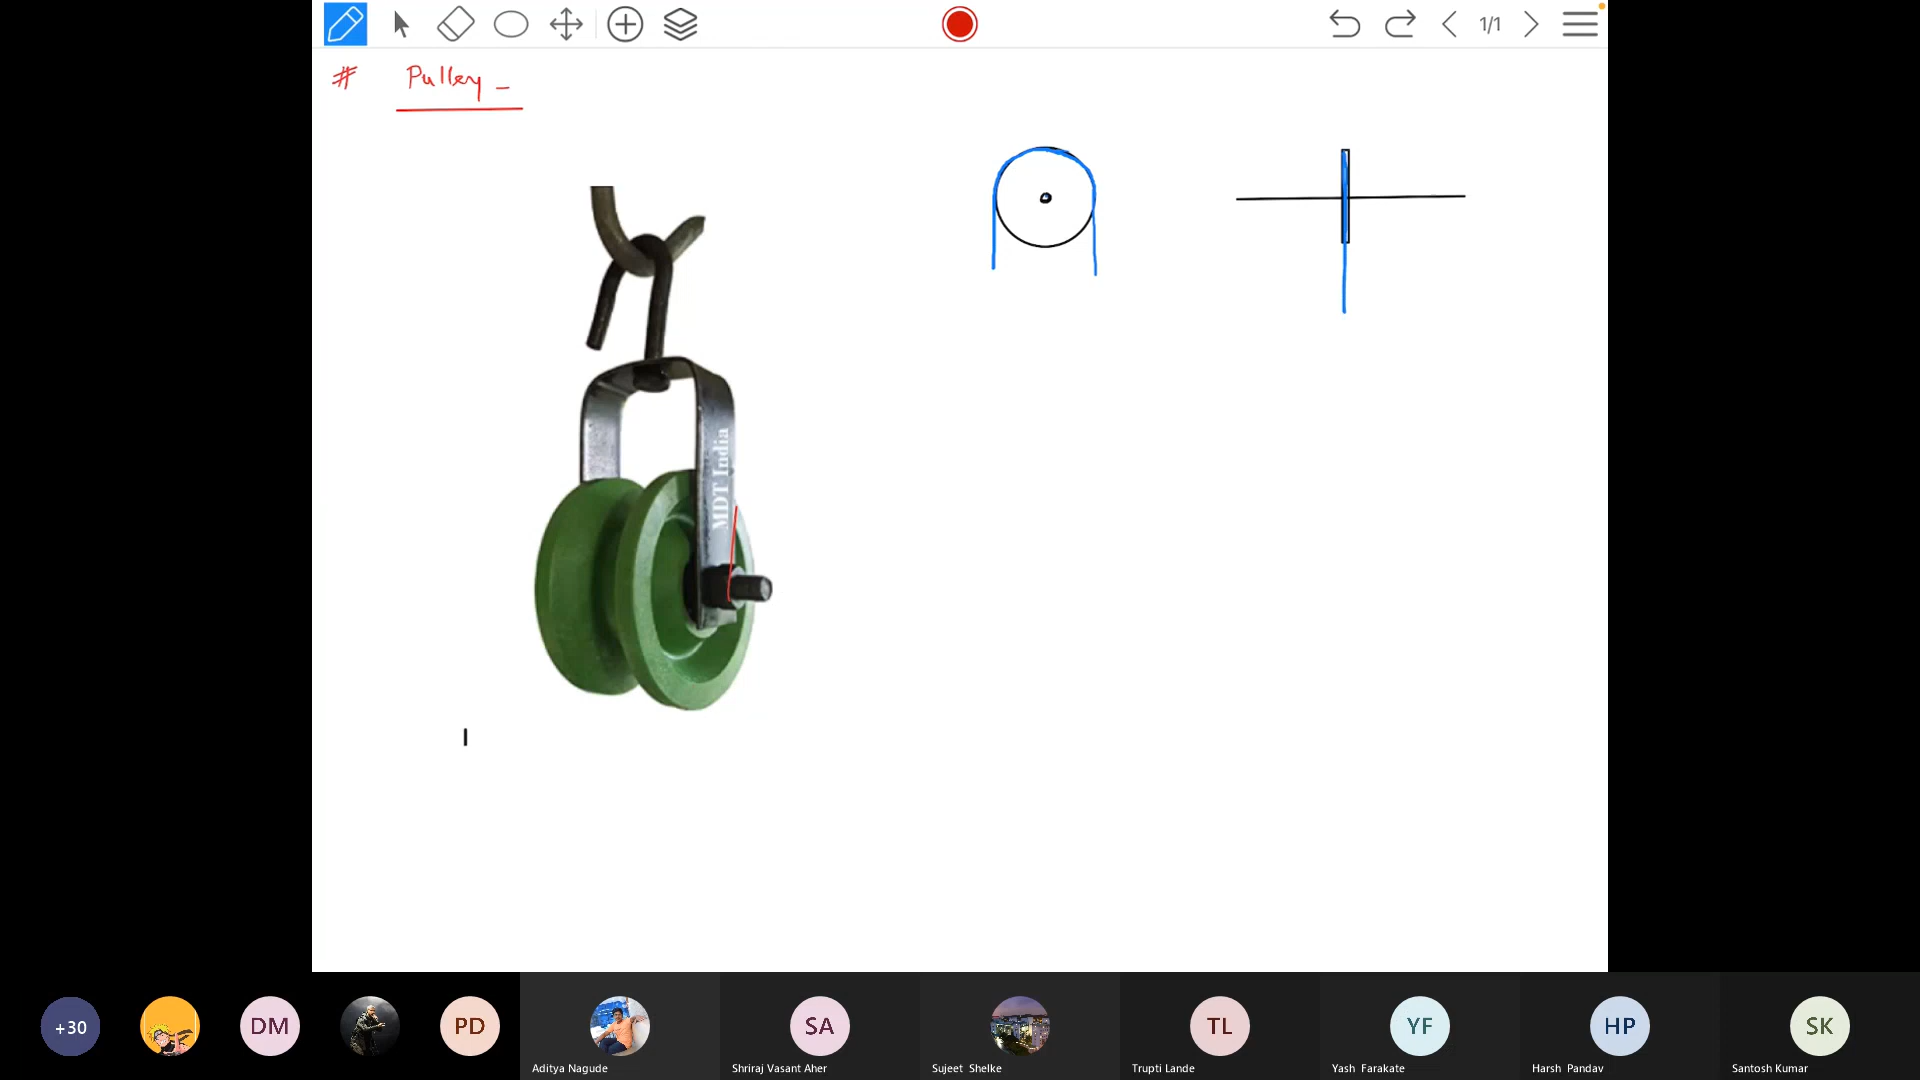 1/1
# Pulley -
MDT India
+30
DM
PD
SA
TL
YF
HP
SK
Aditya Nagude
Shriraj Vasant Aher
Sujeet Shelke
Trupti Lande
Yash Farakate
Harsh Pandav
Santosh Kumar